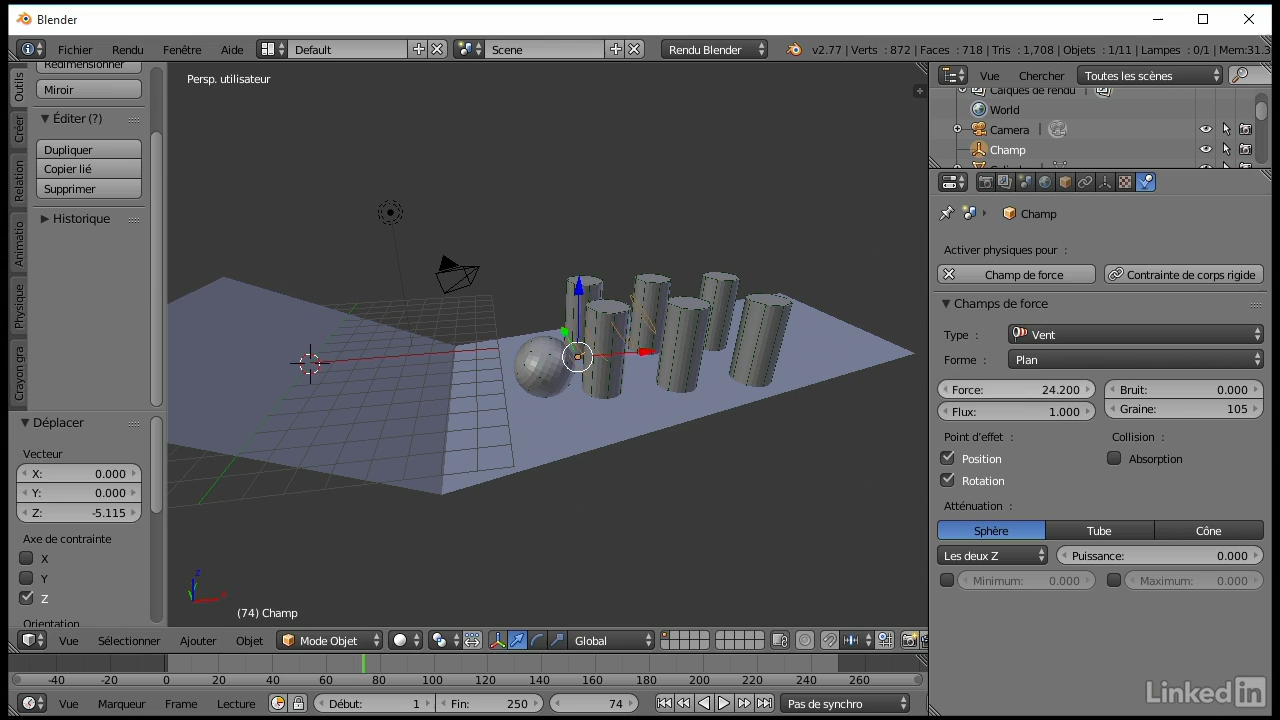 Blender
Fichier Rendu Fenêtre Aide Default Scene Rendu Blender v2.77 | Verts : 872 | Faces : 718 | Tris : 1,708 | Objets : 1/11 | Lampes : 0/1 | Mem:31.3
Redimensionner
Miroir
Éditer (?)
Dupliquer
Copier lié
Supprimer
Historique
Outils
Créer
Relation
Animatio
Physique
Crayon gra
Déplacer
Vecteur
X: 0.000
Y: 0.000
Z: -5.115
Axe de contrainte
X
Y
Z
Orientation
Persp. utilisateur
z
(74) Champ
Vue Sélectionner Ajouter Objet Mode Objet Global
-40 -20 0 20 40 60 80 100 120 140 160 180 200 220 240 260
Vue Marqueur Frame Lecture Début: 1 Fin: 250 74 Pas de synchro
Vue Chercher Toutes les scènes
Calques de rendu |
World
Camera |
Champ
Champ
Activer physiques pour :
Champ de force Contrainte de corps rigide
Champs de force
Type : Vent
Forme : Plan
Force: 24.200 Bruit: 0.000
Flux: 1.000 Graine: 105
Point d'effet : Collision :
Position Absorption
Rotation
Atténuation :
Sphère Tube Cône
Les deux Z Puissance: 0.000
Minimum: 0.000 Maximum: 0.000
Linked in